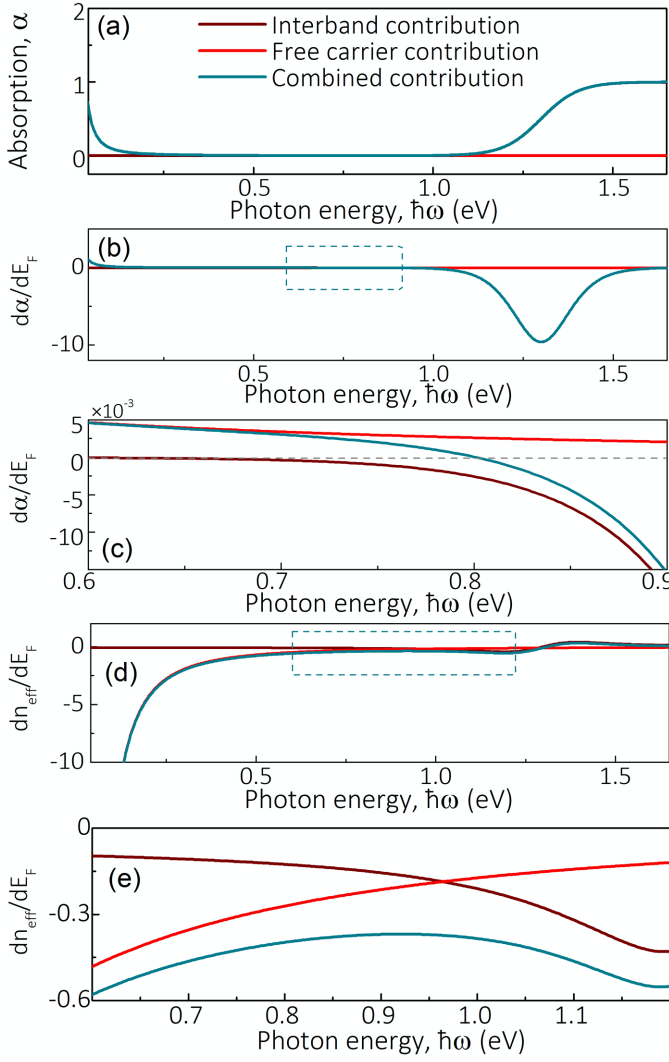 (a)
Interband contribution
Free carrier contribution
Combined contribution
Absorption, α
2
1
0
0.5 1.0 1.5
Photon energy, ħω (eV)
(b)
dα/dE_F
0
-10
0.5 1.0 1.5
Photon energy, ħω (eV)
×10⁻³
(c)
dα/dE_F
5
0
-5
-10
0.6 0.7 0.8 0.9
Photon energy, ħω (eV)
(d)
dn_eff/dE_F
0
-5
-10
0.5 1.0 1.5
Photon energy, ħω (eV)
(e)
dn_eff/dE_F
0
-0.3
-0.6
0.7 0.8 0.9 1.0 1.1
Photon energy, ħω (eV)